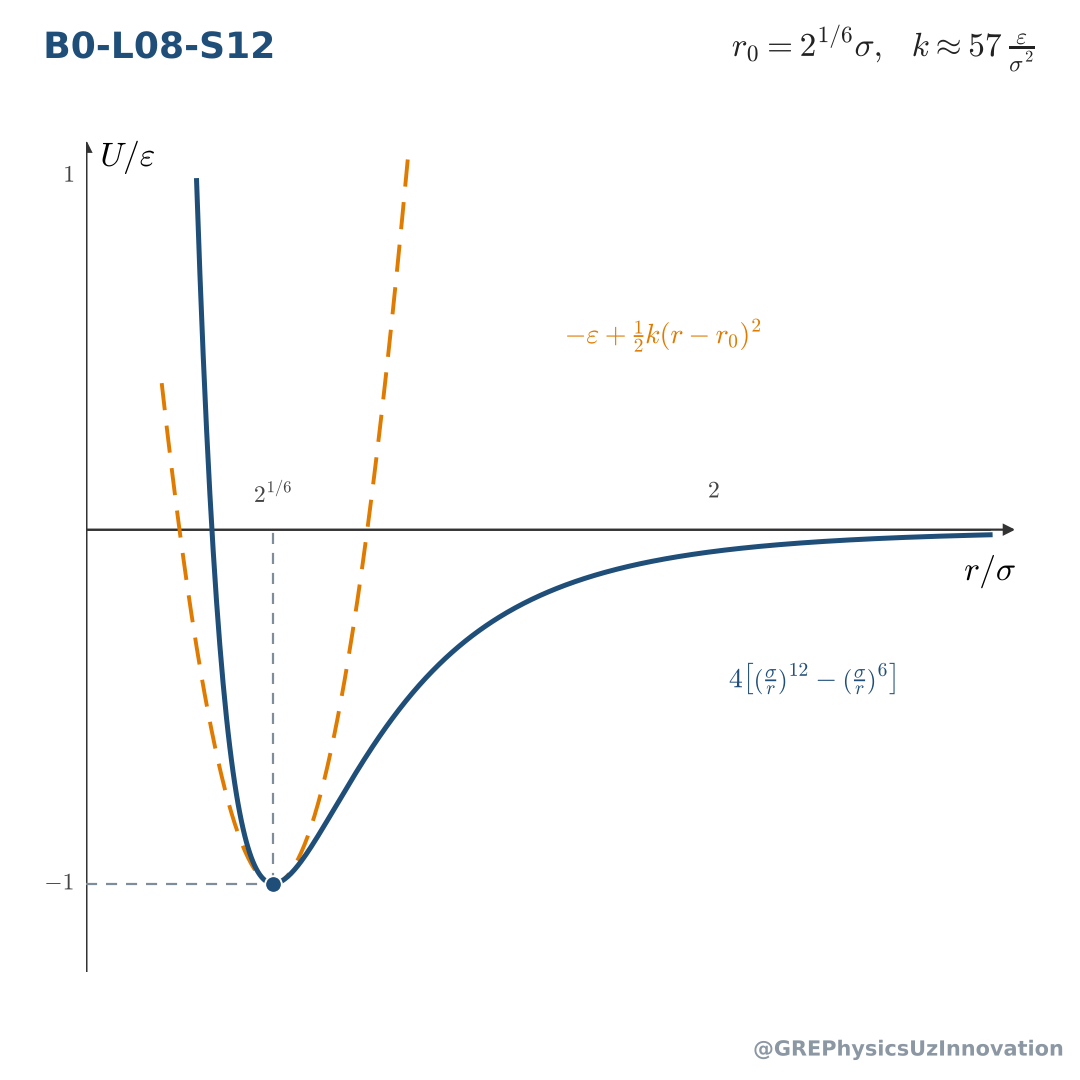 B0-L08-S12
r₀ = 2^{1/6}σ, k ≈ 57 ε/σ²
U/ε
1
−ε + ½k(r − r₀)²
2^{1/6}
2
r/σ
4[(σ/r)¹² − (σ/r)⁶]
−1
@GREPhysicsUzInnovation